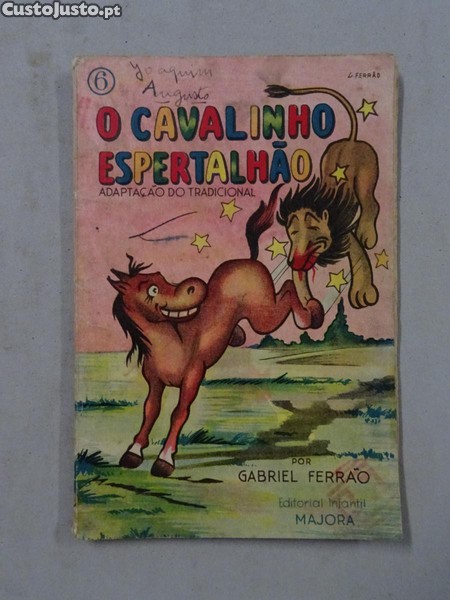 CustoJusto.pt
6
Joaquim
Augusto
G. FERRÃO
O CAVALINHO
ESPERTALHÃO
ADAPTAÇÃO DO TRADICIONAL
POR
GABRIEL FERRÃO
Editorial Infantil
MAJORA